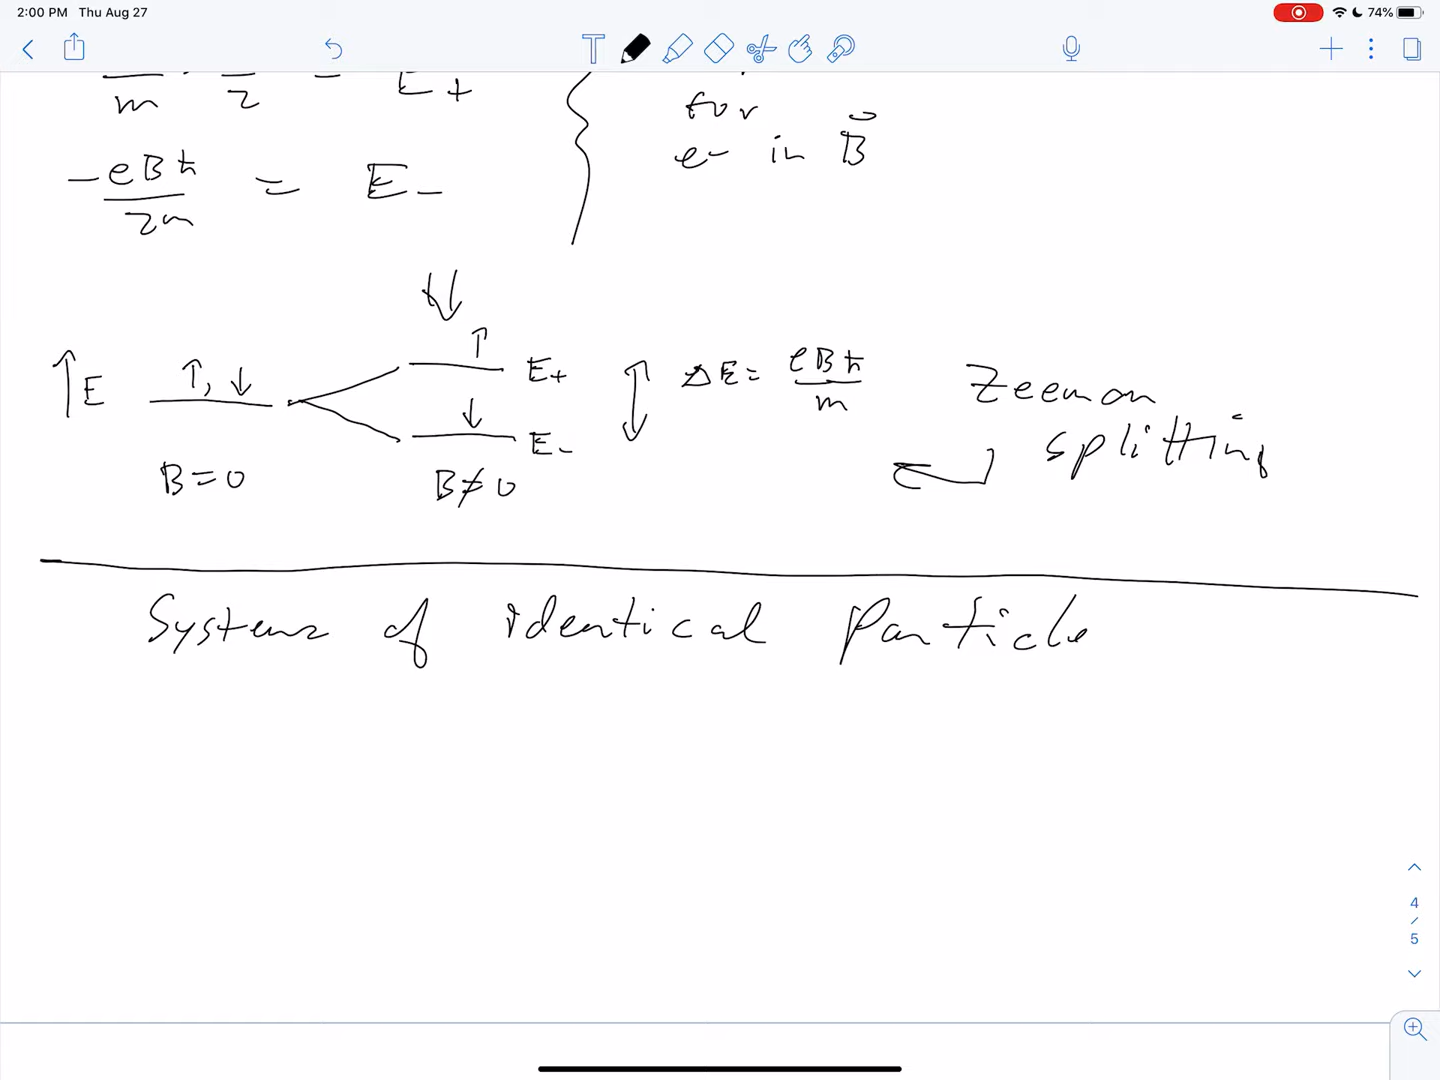 2:00 PM Thu Aug 27 74%
m 2 = E+
for
e- in B⃗
-eBħ/2m = E-
↑E ↑,↓ ↑ E+ ΔE = eBħ/m Zeeman
↓ E- splitting
B=0 B≠0
Systems of identical Particle
4
/
5